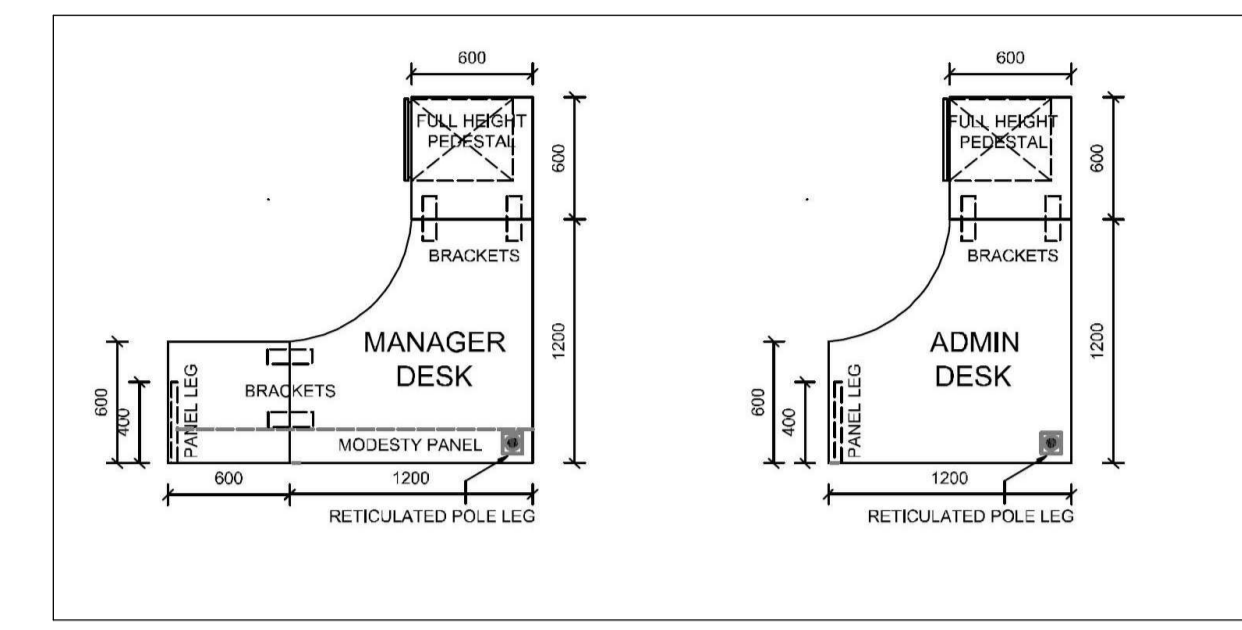 600
FULL HEIGHT
PEDESTAL
600
BRACKETS
MANAGER
DESK
1200
600
400
PANEL LEG
BRACKETS
MODESTY PANEL
600
1200
RETICULATED POLE LEG
600
FULL HEIGHT
PEDESTAL
600
BRACKETS
ADMIN
DESK
1200
600
400
PANEL LEG
1200
RETICULATED POLE LEG